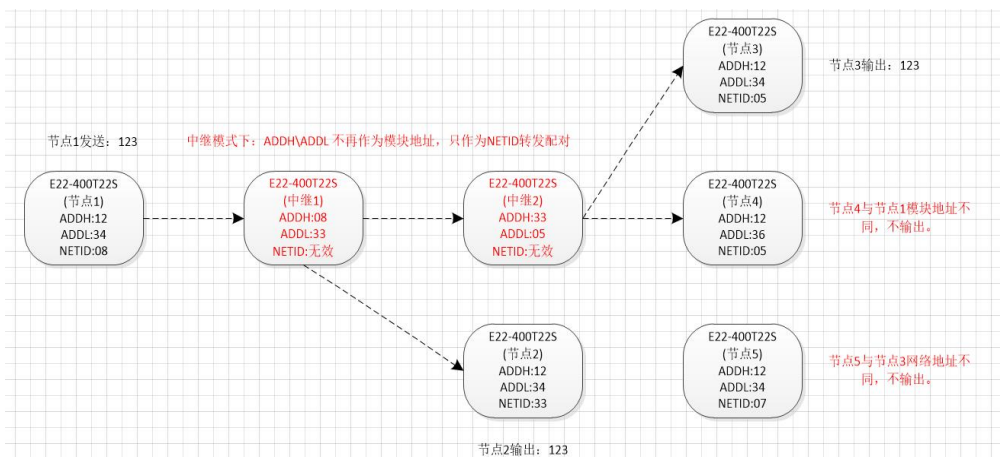 E22-400T22S
(节点3)
ADDH:12
ADDL:34
NETID:05
节点3输出：123
节点1发送：123
中继模式下：ADDH\ADDL 不再作为模块地址，只作为NETID转发配对
E22-400T22S
(节点1)
ADDH:12
ADDL:34
NETID:08
E22-400T22S
(中继1)
ADDH:08
ADDL:33
NETID:无效
E22-400T22S
(中继2)
ADDH:33
ADDL:05
NETID:无效
E22-400T22S
(节点4)
ADDH:12
ADDL:36
NETID:05
节点4与节点1模块地址不
同，不输出。
E22-400T22S
(节点2)
ADDH:12
ADDL:34
NETID:33
E22-400T22S
(节点5)
ADDH:12
ADDL:34
NETID:07
节点5与节点3网络地址不
同，不输出。
节点2输出：123